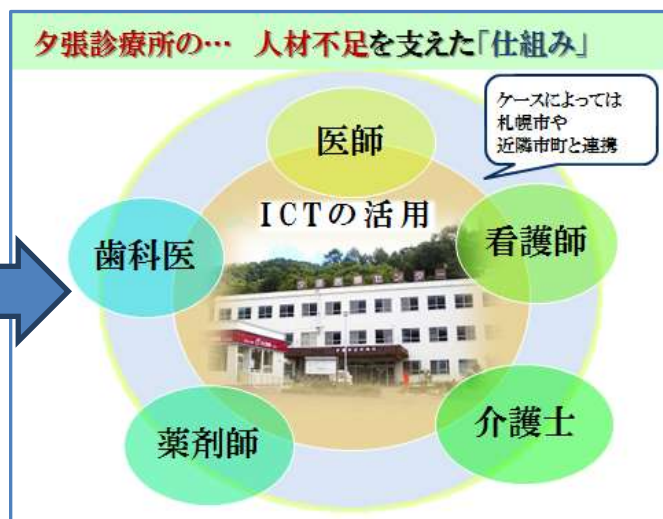 夕張診療所の… 人材不足を支えた「仕組み」
ケースによっては
札幌市や
近隣市町と連携
医師
ICTの活用
歯科医
看護師
薬剤師
介護士